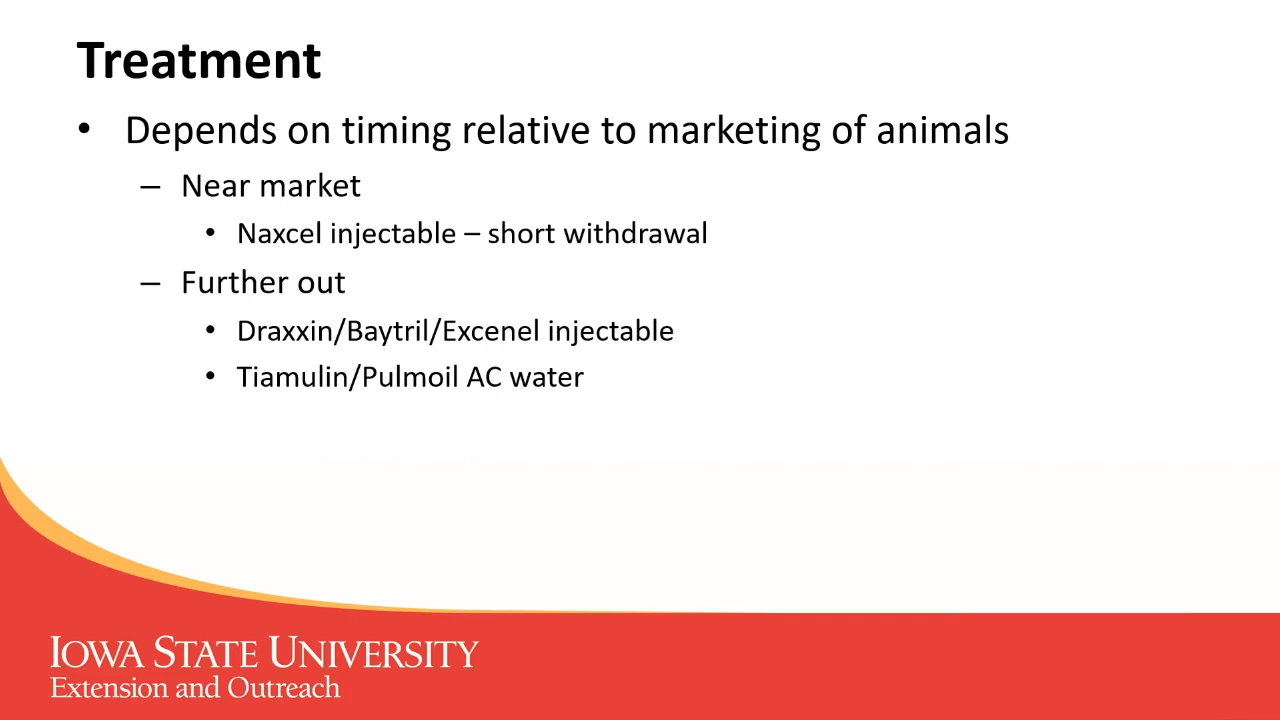 Treatment
• Depends on timing relative to marketing of animals
– Near market
• Naxcel injectable – short withdrawal
– Further out
• Draxxin/Baytril/Excenel injectable
• Tiamulin/Pulmoil AC water
IOWA STATE UNIVERSITY
Extension and Outreach